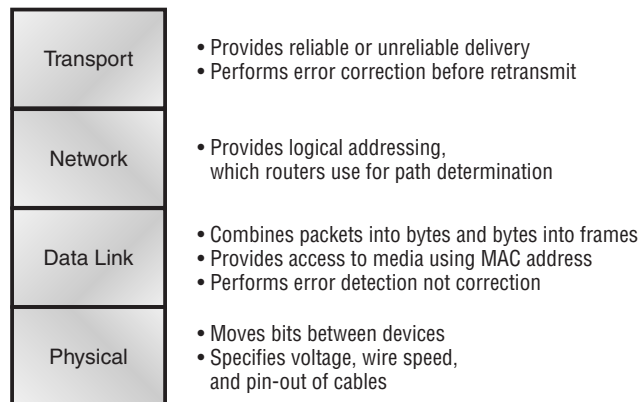 Transport
• Provides reliable or unreliable delivery
• Performs error correction before retransmit
Network
• Provides logical addressing,
which routers use for path determination
Data Link
• Combines packets into bytes and bytes into frames
• Provides access to media using MAC address
• Performs error detection not correction
Physical
• Moves bits between devices
• Specifies voltage, wire speed,
and pin-out of cables